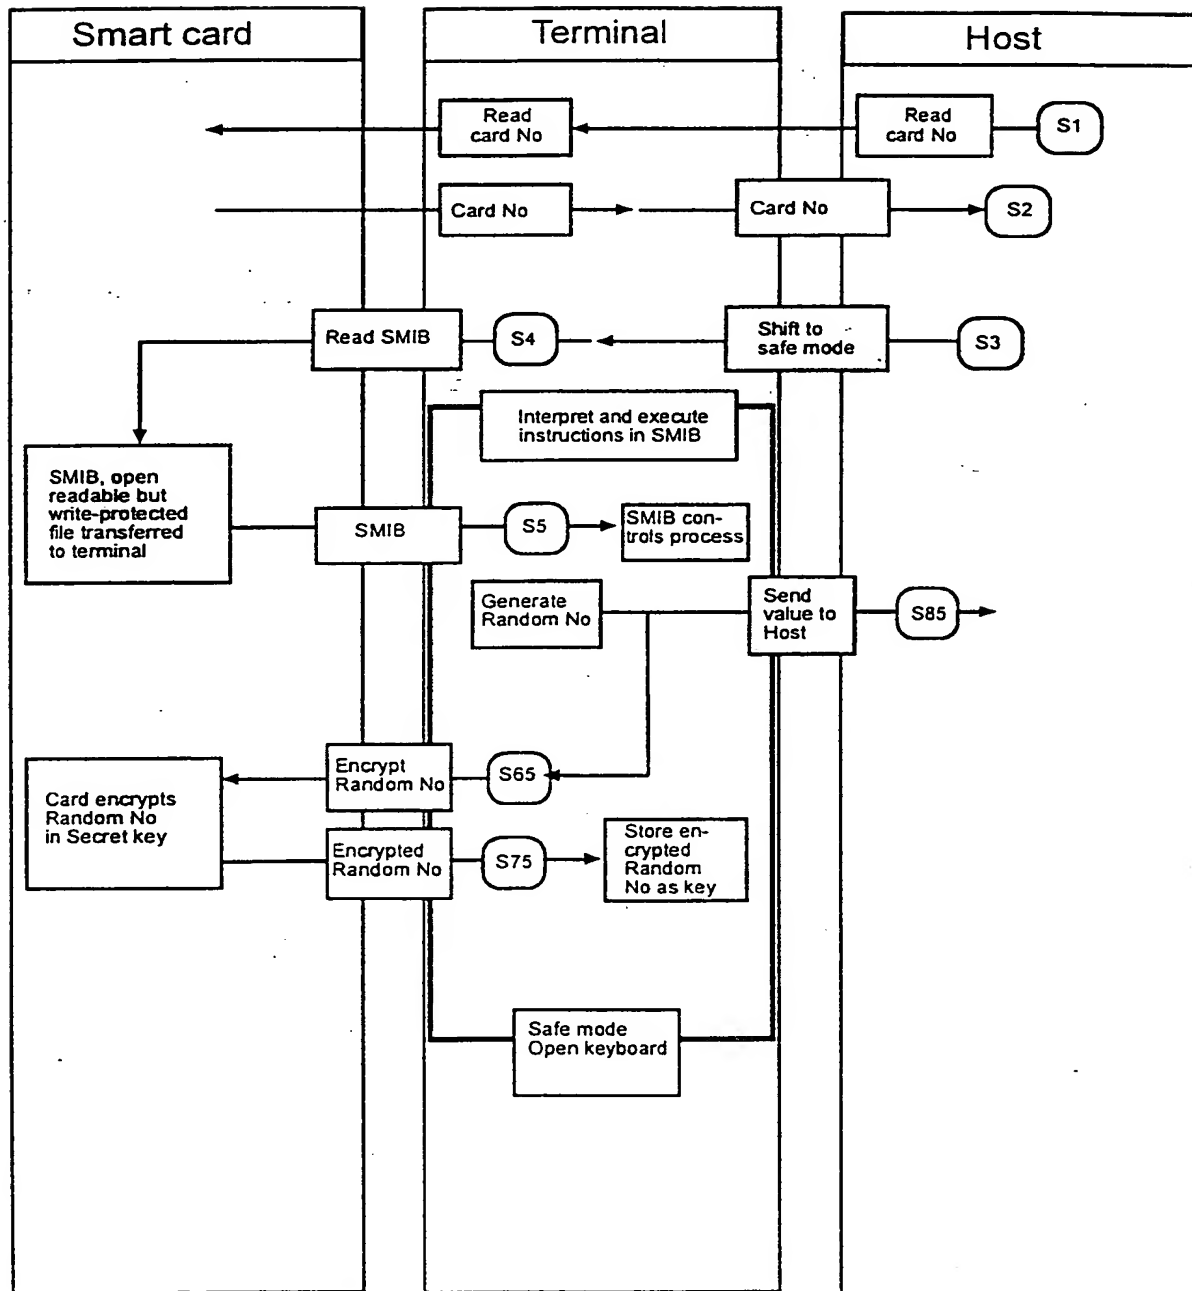 Smart card
Terminal
Host
Read
card No
Read
card No
S1
Card No
Card No
S2
Read SMIB
S4
Shift to
safe mode
S3
Interpret and execute
instructions in SMIB
SMIB, open
readable but
write-protected
file transferred
to terminal
SMIB
S5
SMIB con-
trols process
Generate
Random No
Send
value to
Host
S85
Card encrypts
Random No
in Secret key
Encrypt
Random No
S65
Encrypted
Random No
S75
Store en-
crypted
Random
No as key
Safe mode
Open keyboard